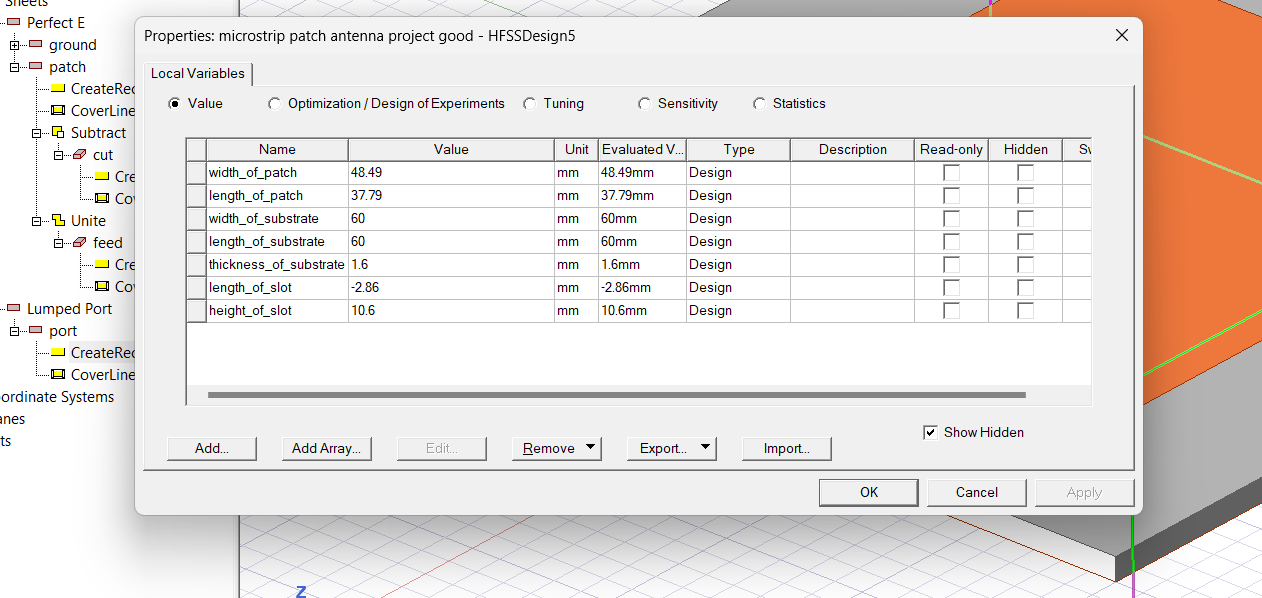 Sheets
Perfect E
ground
patch
CreateRec
CoverLine
Subtract
cut
Cre
Co
Unite
feed
Cre
Co
Lumped Port
port
CreateRec
CoverLine
oordinate Systems
anes
ts
Properties: microstrip patch antenna project good - HFSSDesign5
Local Variables
Value Optimization / Design of Experiments Tuning Sensitivity Statistics
Name Value Unit Evaluated V... Type Description Read-only Hidden Sw
width_of_patch 48.49 mm 48.49mm Design
length_of_patch 37.79 mm 37.79mm Design
width_of_substrate 60 mm 60mm Design
length_of_substrate 60 mm 60mm Design
thickness_of_substrate 1.6 mm 1.6mm Design
length_of_slot -2.86 mm -2.86mm Design
height_of_slot 10.6 mm 10.6mm Design
Show Hidden
Add... Add Array... Edit... Remove Export... Import...
OK Cancel Apply
Z